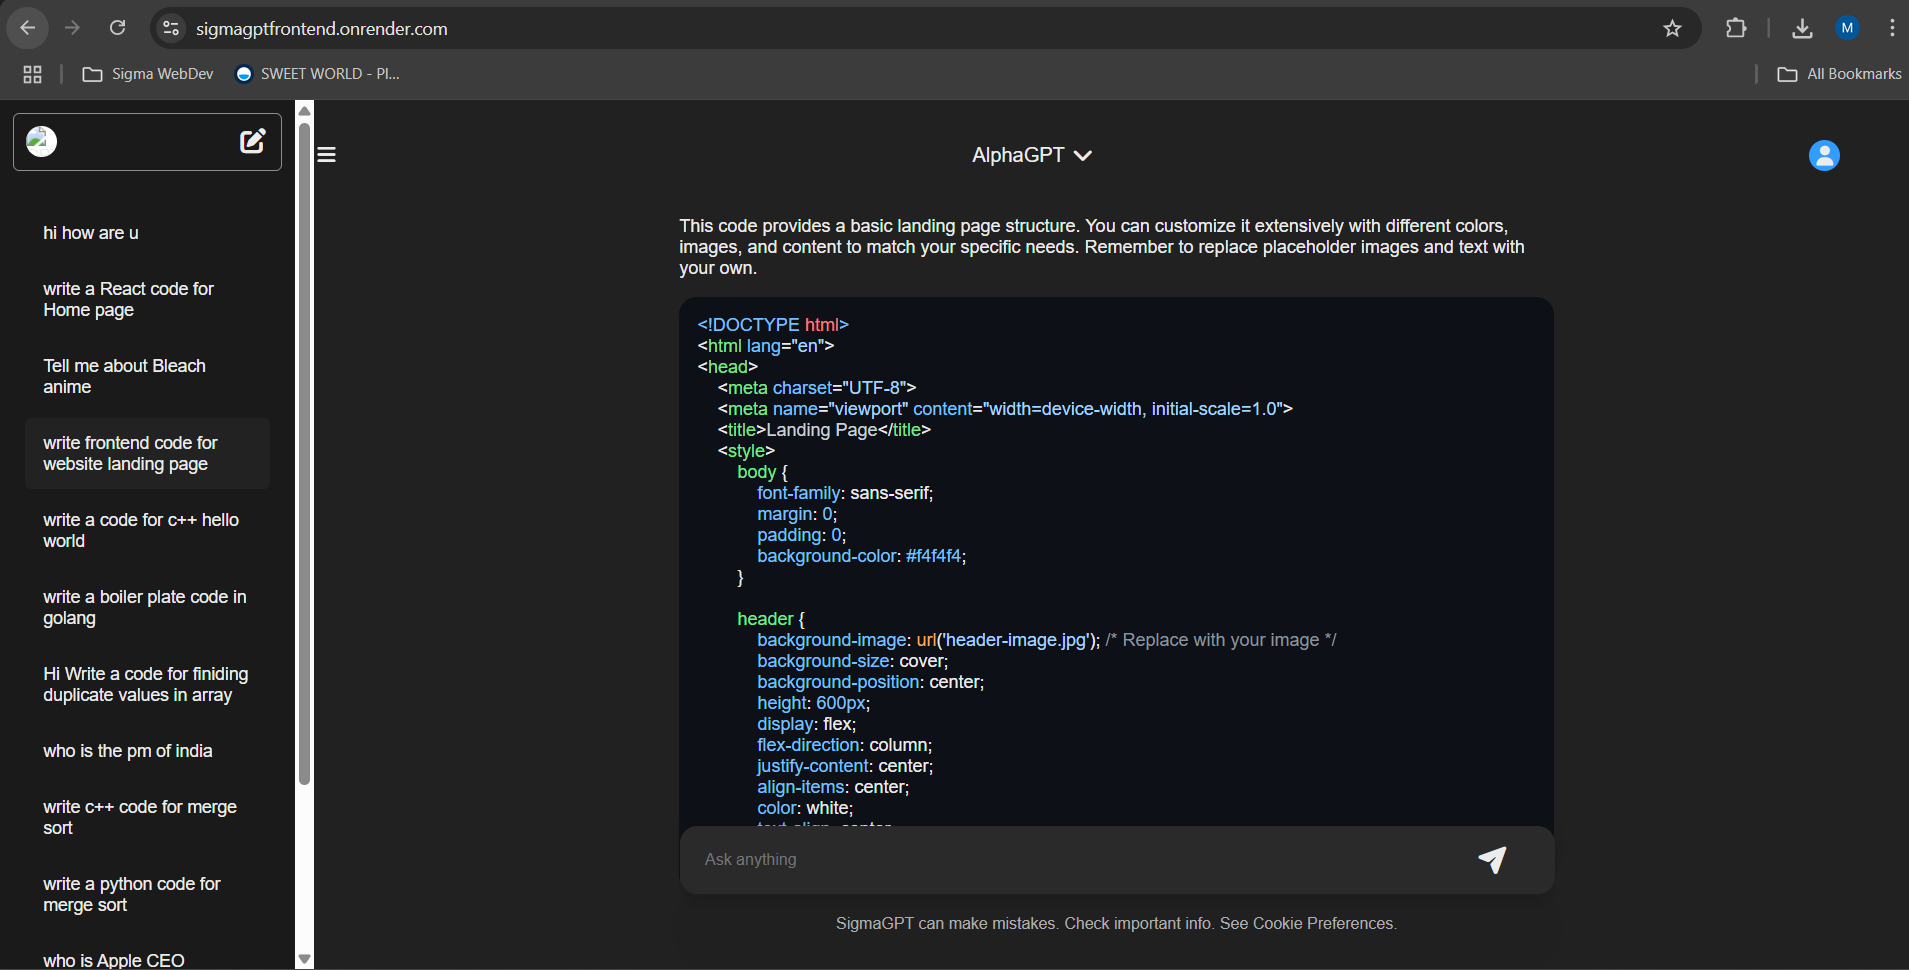 sigmagptfrontend.onrender.com
M
Sigma WebDev
SWEET WORLD - Pl...
All Bookmarks
hi how are u
write a React code for
Home page
Tell me about Bleach
anime
write frontend code for
website landing page
write a code for c++ hello
world
write a boiler plate code in
golang
Hi Write a code for finiding
duplicate values in array
who is the pm of india
write c++ code for merge
sort
write a python code for
merge sort
who is Apple CEO
AlphaGPT
This code provides a basic landing page structure. You can customize it extensively with different colors,
images, and content to match your specific needs. Remember to replace placeholder images and text with
your own.
<!DOCTYPE html>
<html lang="en">
<head>
<meta charset="UTF-8">
<meta name="viewport" content="width=device-width, initial-scale=1.0">
<title>Landing Page</title>
<style>
body {
font-family: sans-serif;
margin: 0;
padding: 0;
background-color: #f4f4f4;
}
header {
background-image: url('header-image.jpg'); /* Replace with your image */
background-size: cover;
background-position: center;
height: 600px;
display: flex;
flex-direction: column;
justify-content: center;
align-items: center;
color: white;
Ask anything
SigmaGPT can make mistakes. Check important info. See Cookie Preferences.